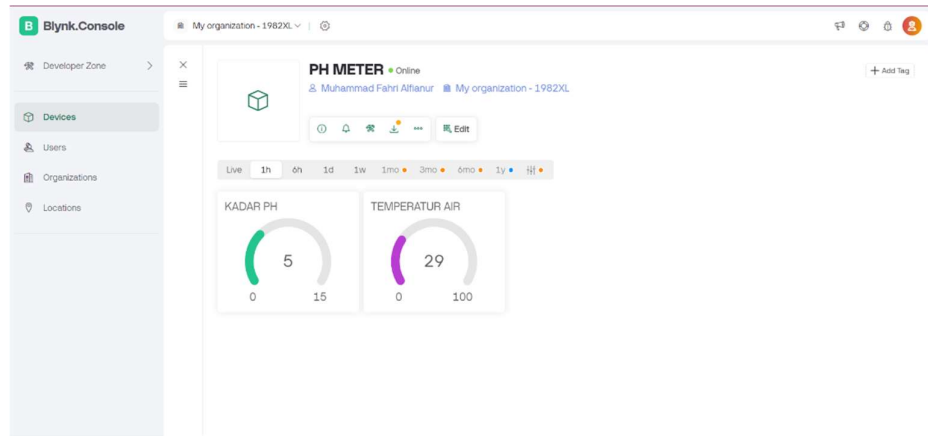 Blynk.Console
My organization - 1982XL
Developer Zone
Devices
Users
Organizations
Locations
PH METER Online
Muhammad Fahri Alfianur My organization - 1982XL
Add Tag
Edit
Live 1h 6h 1d 1w 1mo 3mo 6mo 1y
KADAR PH
5
0 15
TEMPERATUR AIR
29
0 100